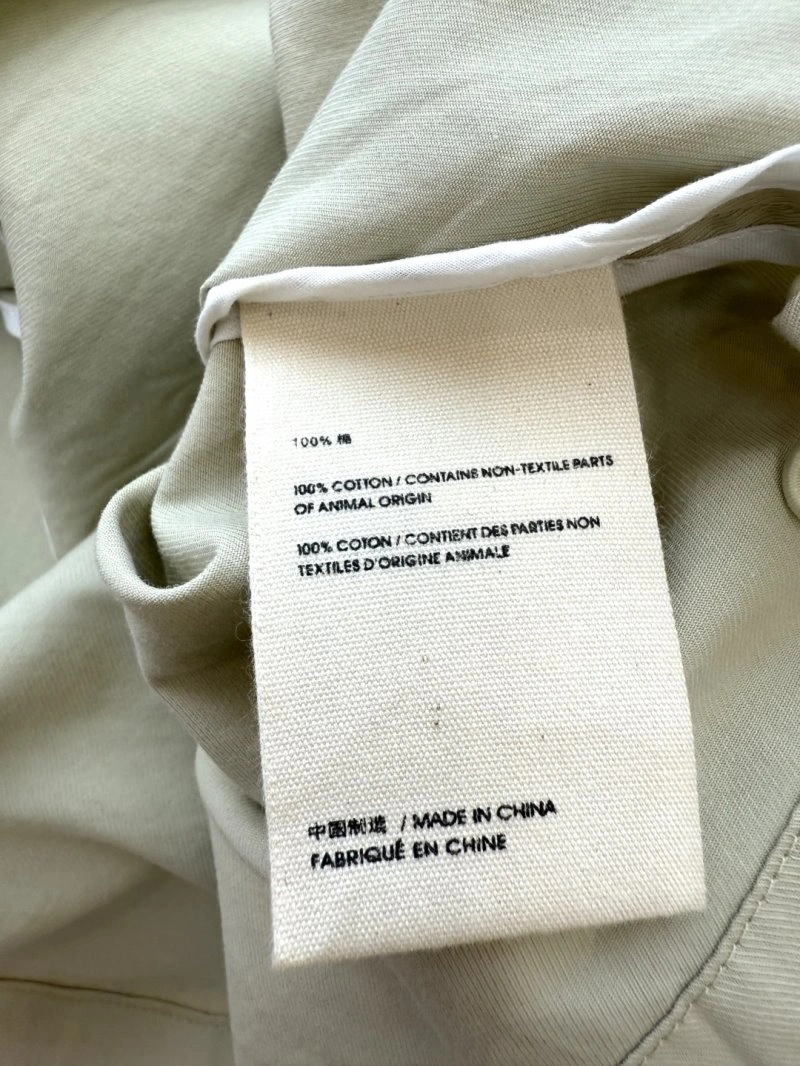 100% 棉
100% COTTON / CONTAINS NON-TEXTILE PARTS
OF ANIMAL ORIGIN
100% COTON / CONTIENT DES PARTIES NON
TEXTILES D'ORIGINE ANIMALE
中国制造 / MADE IN CHINA
FABRIQUÉ EN CHINE